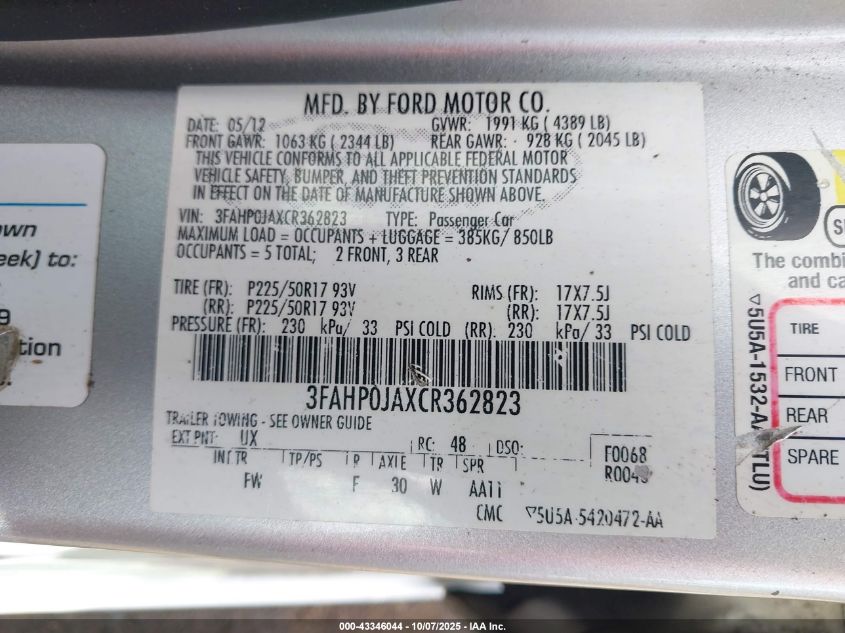 MFD. BY FORD MOTOR CO.
DATE: 05/12 GVWR: 1991 KG ( 4389 LB)
FRONT GAWR: 1063 KG ( 2344 LB) REAR GAWR: 928 KG ( 2045 LB)
THIS VEHICLE CONFORMS TO ALL APPLICABLE FEDERAL MOTOR
VEHICLE SAFETY, BUMPER, AND THEFT PREVENTION STANDARDS
IN EFFECT ON THE DATE OF MANUFACTURE SHOWN ABOVE.
VIN: 3FAHP0JAXCR362823 TYPE: Passenger Car
MAXIMUM LOAD = OCCUPANTS + LUGGAGE = 385KG/ 850LB
OCCUPANTS = 5 TOTAL; 2 FRONT, 3 REAR
TIRE (FR): P225/50R17 93V RIMS (FR): 17X7.5J
(RR): P225/50R17 93V (RR): 17X7.5J
PRESSURE (FR): 230 kPa/ 33 PSI COLD (RR): 230 kPa/ 33 PSI COLD
3FAHP0JAXCR362823
TRAILER TOWING - SEE OWNER GUIDE
EXT PNT: UX RC: 48 DSO: F0068
INT TR TP/PS R AXLE TR SPR
FW F 30 W AA11
CMC ▽5U5A-5420472-AA
own
eek) to:
9
tion
The combi
and ca
TIRE
FRONT
REAR
SPARE
000-43346044 - 10/07/2025 - IAA Inc.